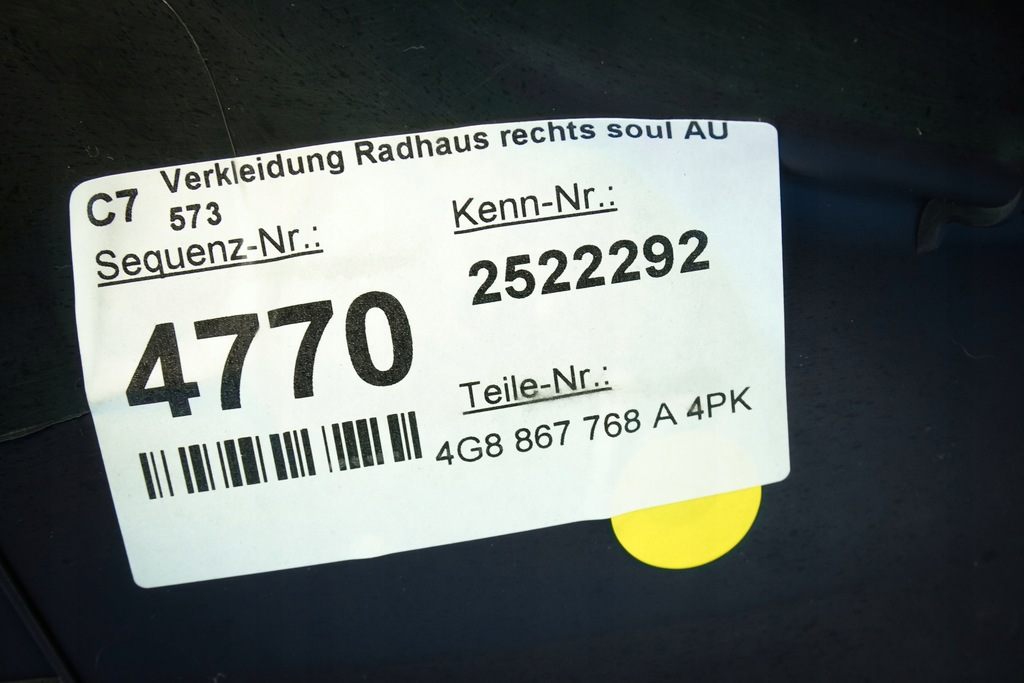 C7 Verkleidung Radhaus rechts soul AU
573
Sequenz-Nr.:
Kenn-Nr.:
2522292
4770
Teile-Nr.:
4G8 867 768 A 4PK